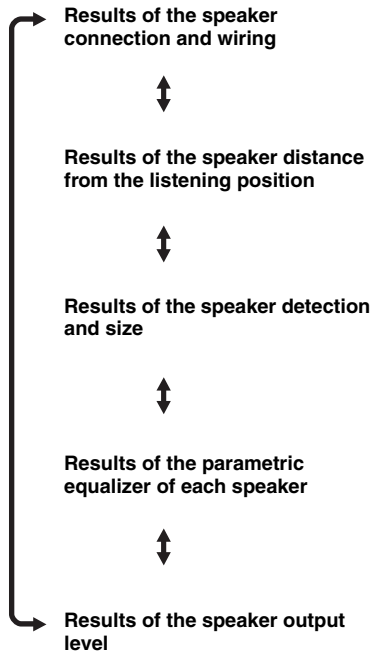 Results of the speaker
connection and wiring
Results of the speaker distance
from the listening position
Results of the speaker detection
and size
Results of the parametric
equalizer of each speaker
Results of the speaker output
level